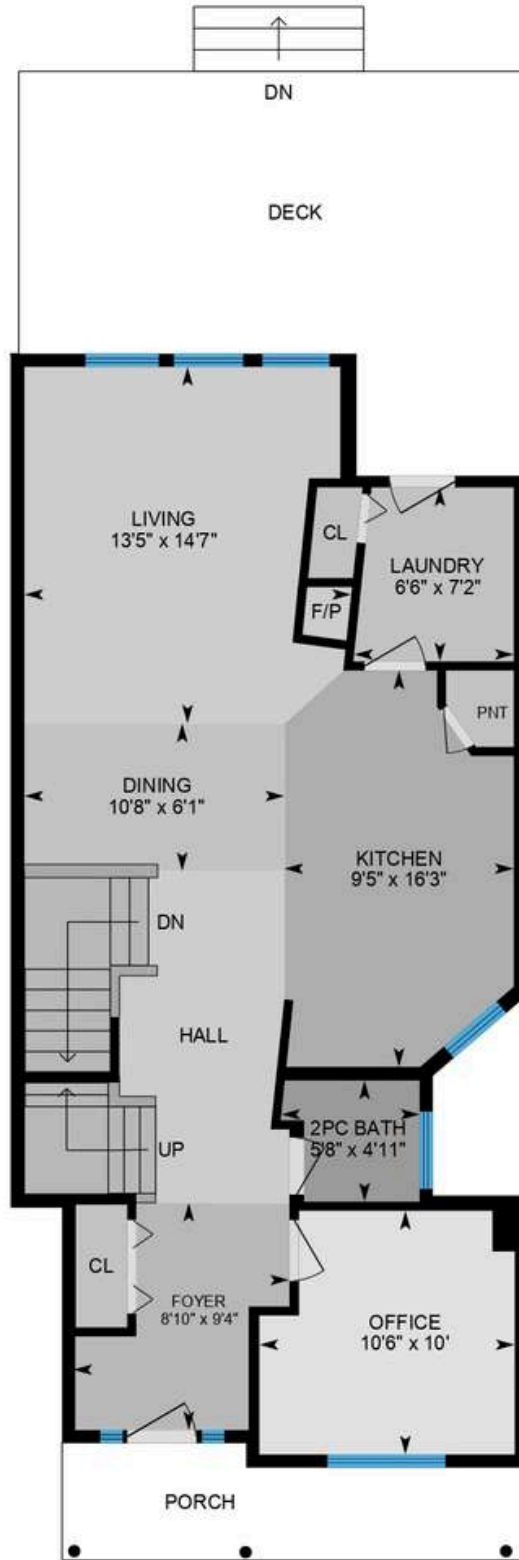 DN
DECK
LIVING
13'5" x 14'7"
CL
LAUNDRY
6'6" x 7'2"
F/P
PNT
DINING
10'8" x 6'1"
KITCHEN
9'5" x 16'3"
DN
HALL
2PC BATH
5'8" x 4'11"
UP
CL
FOYER
8'10" x 9'4"
OFFICE
10'6" x 10'
PORCH